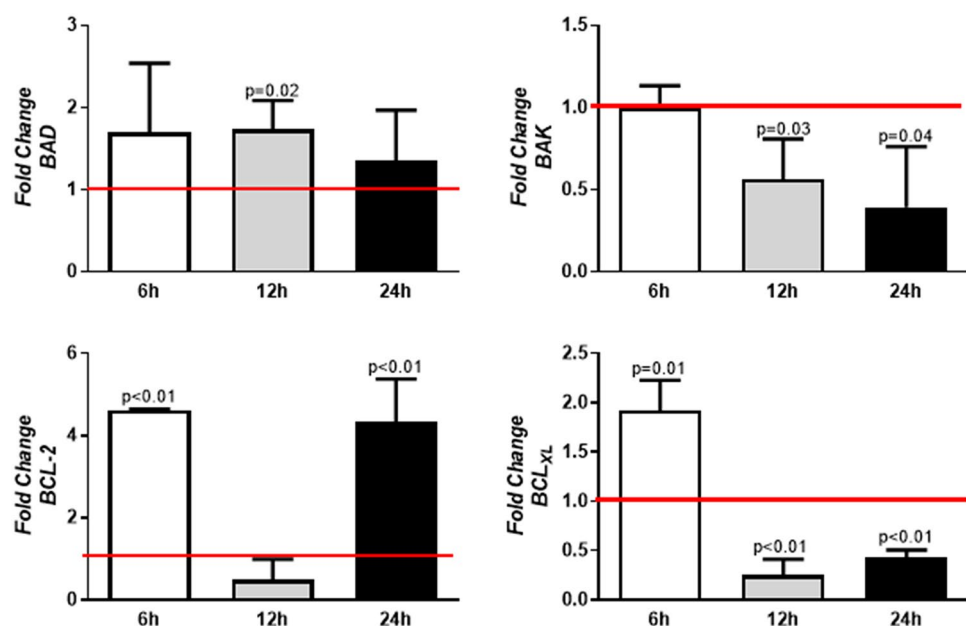 Fold Change
BAD
3
2
1
0
p=0.02
6h 12h 24h
Fold Change
BAK
1.5
1.0
0.5
0.0
p=0.03
p=0.04
6h 12h 24h
Fold Change
BCL-2
6
4
2
0
p<0.01
p<0.01
6h 12h 24h
Fold Change
BCLXL
2.5
2.0
1.5
1.0
0.5
0.0
p=0.01
p<0.01
p<0.01
6h 12h 24h